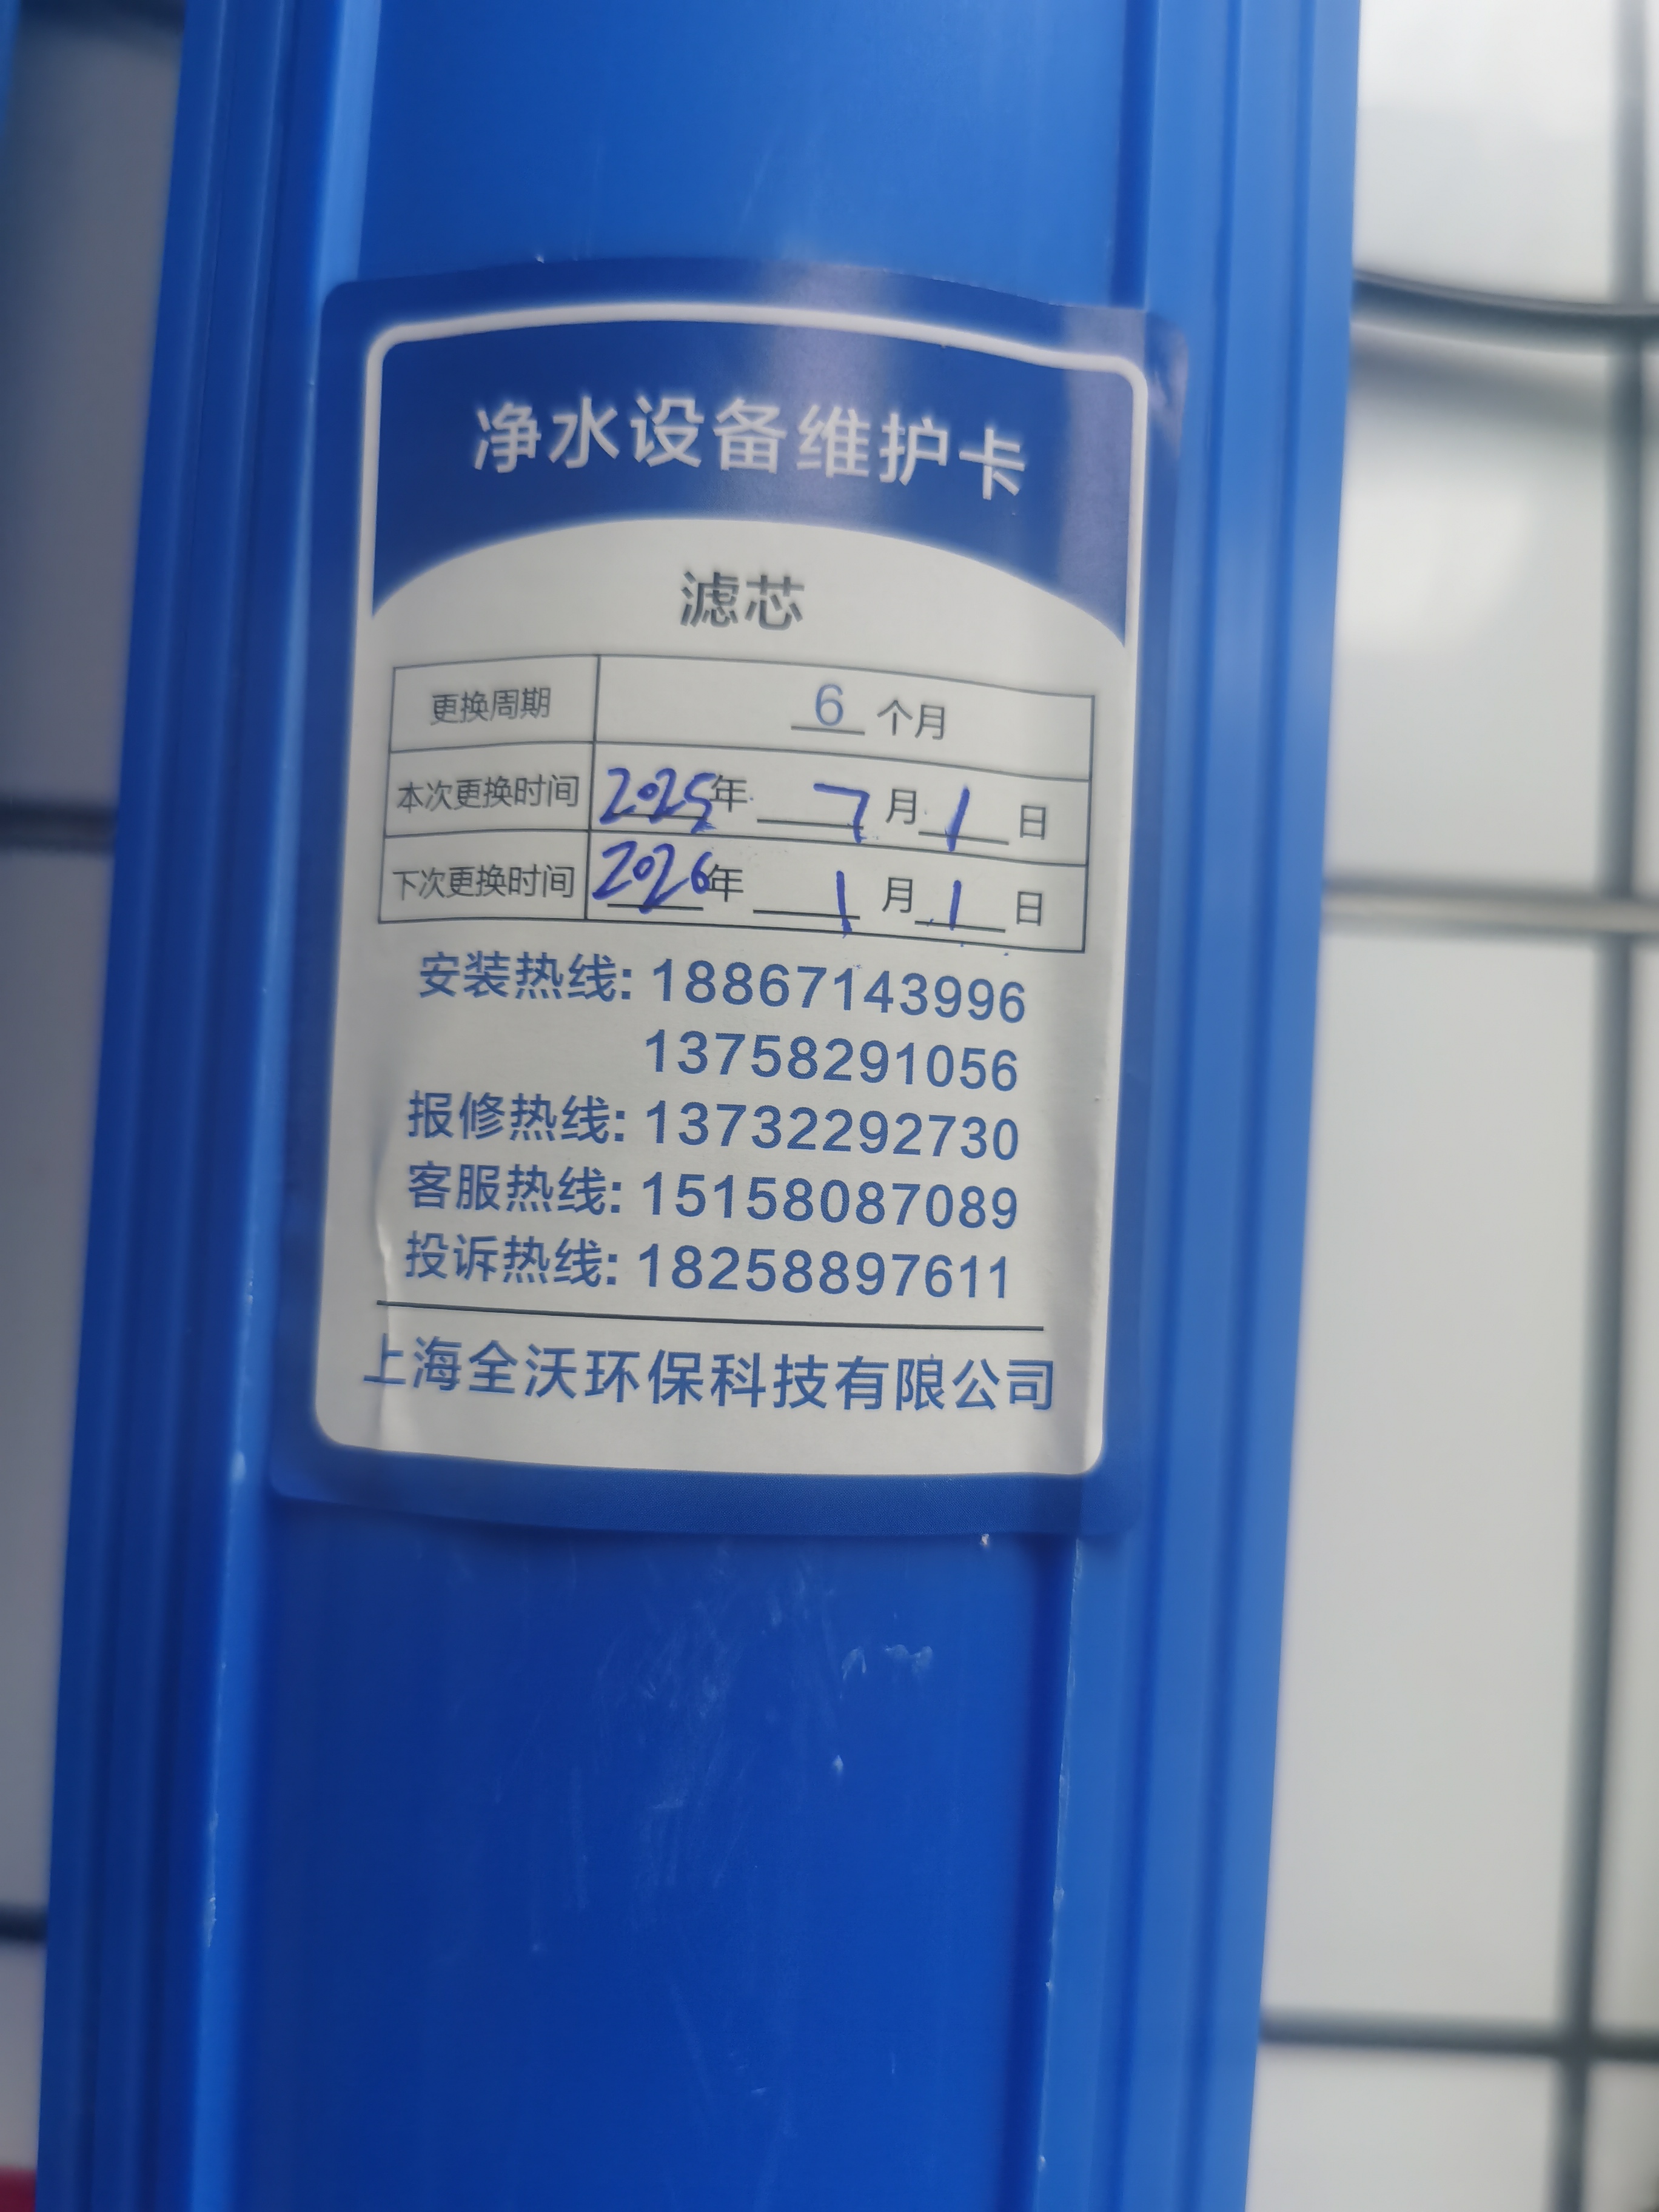 净水设备维护卡
滤芯
更换周期 6 个月
本次更换时间 2025年 7 月 1 日
下次更换时间 2026年 1 月 1 日
安装热线: 18867143996
13758291056
报修热线: 13732292730
客服热线: 15158087089
投诉热线: 18258897611
上海全沃环保科技有限公司